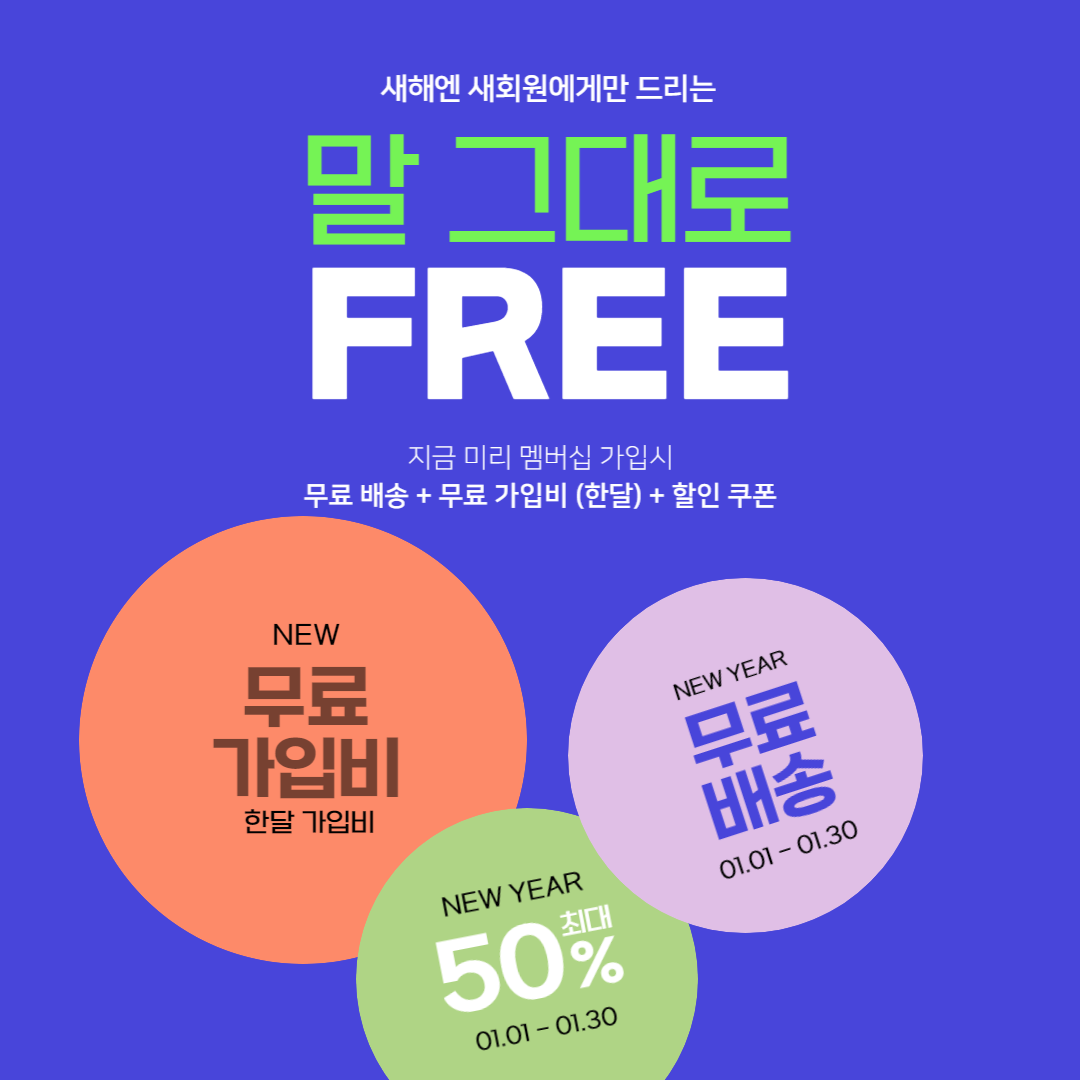 새해엔 새회원에게만 드리는
말 그대로
FREE
지금 미리 멤버십 가입시
무료 배송 + 무료 가입비 (한달) + 할인 쿠폰
NEW
무료
가입비
한달 가입비
NEW YEAR
무료
배송
01.01 - 01.30
NEW YEAR
최대
50%
01.01 - 01.30